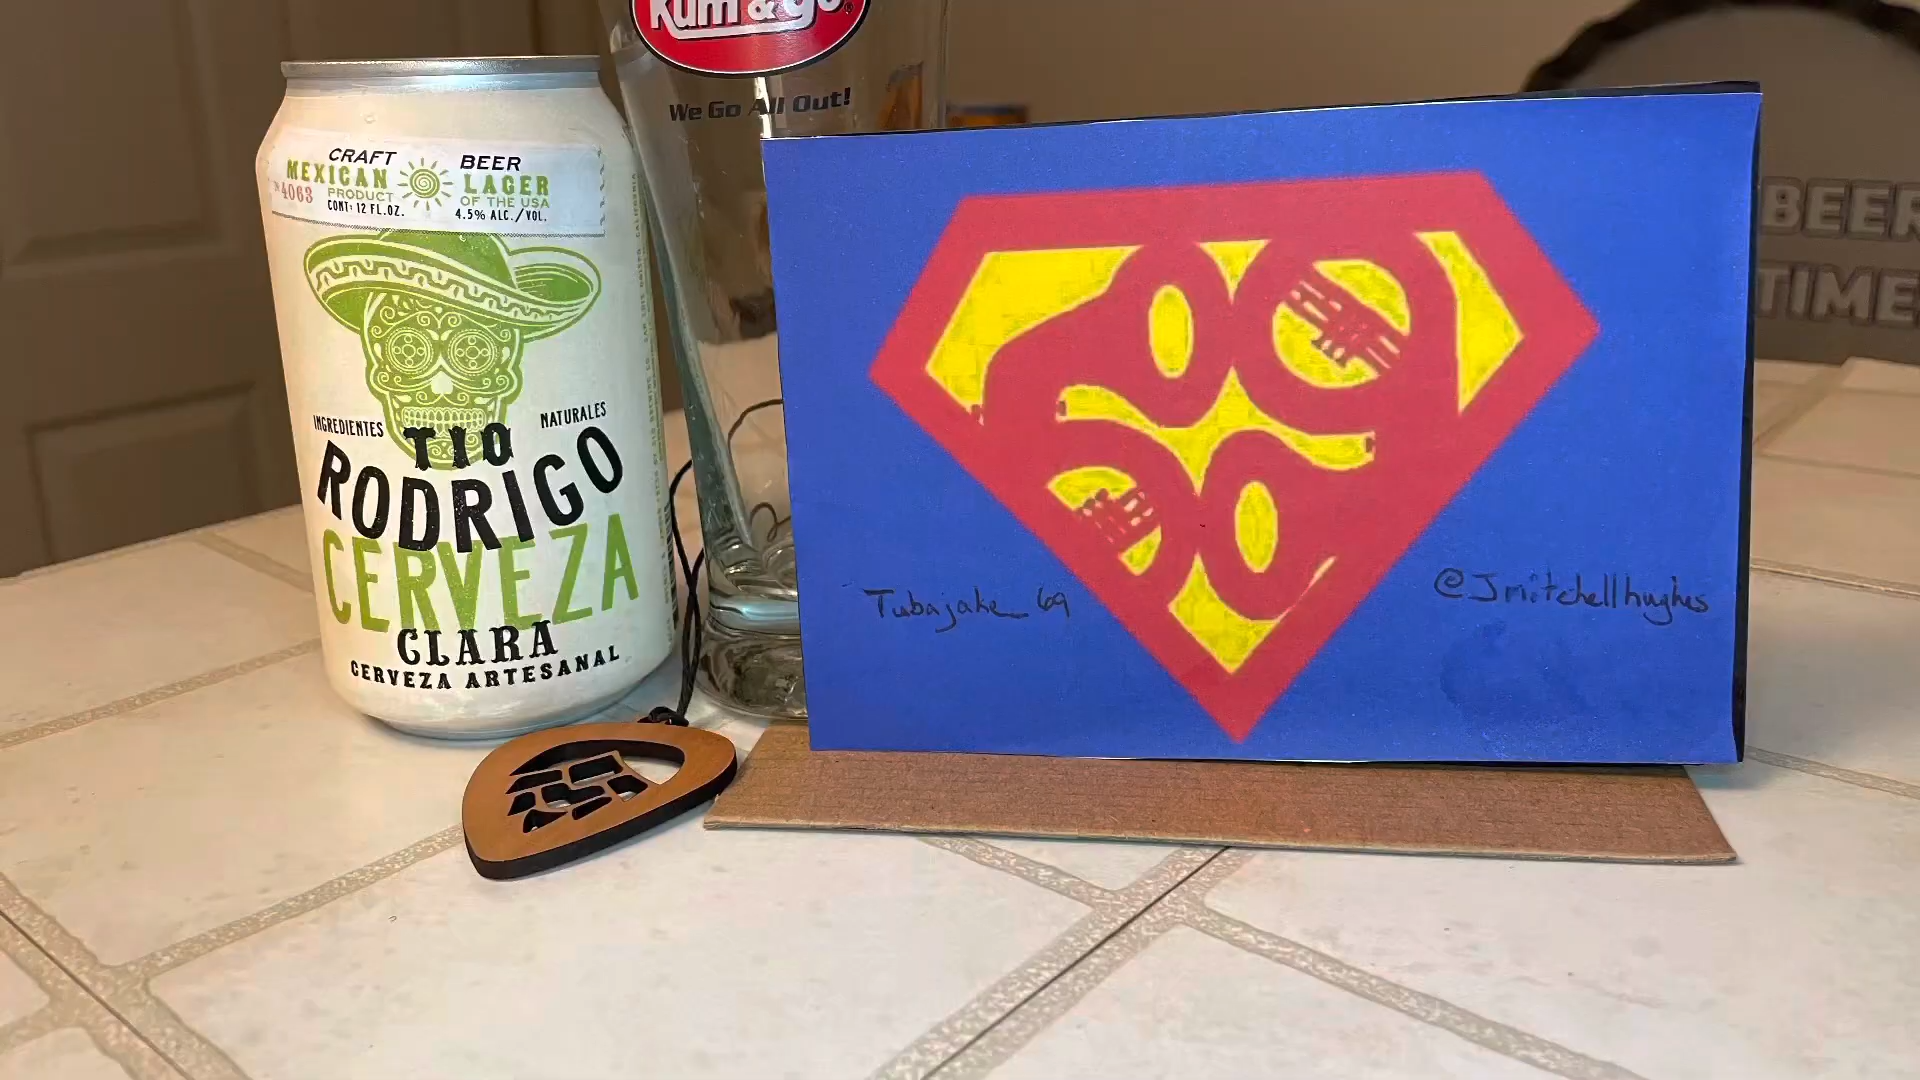 CRAFT BEER
MEXICAN LAGER
4063 PRODUCT OF THE USA
CONT: 12 FL.OZ. 4.5% ALC./VOL.
INGREDIENTES NATURALES
TIO
RODRIGO
CERVEZA
CLARA
CERVEZA ARTESANAL
Kum & Go
We Go All Out!
Tubajake_69
@Jmitchellhughes
BEER
TIME